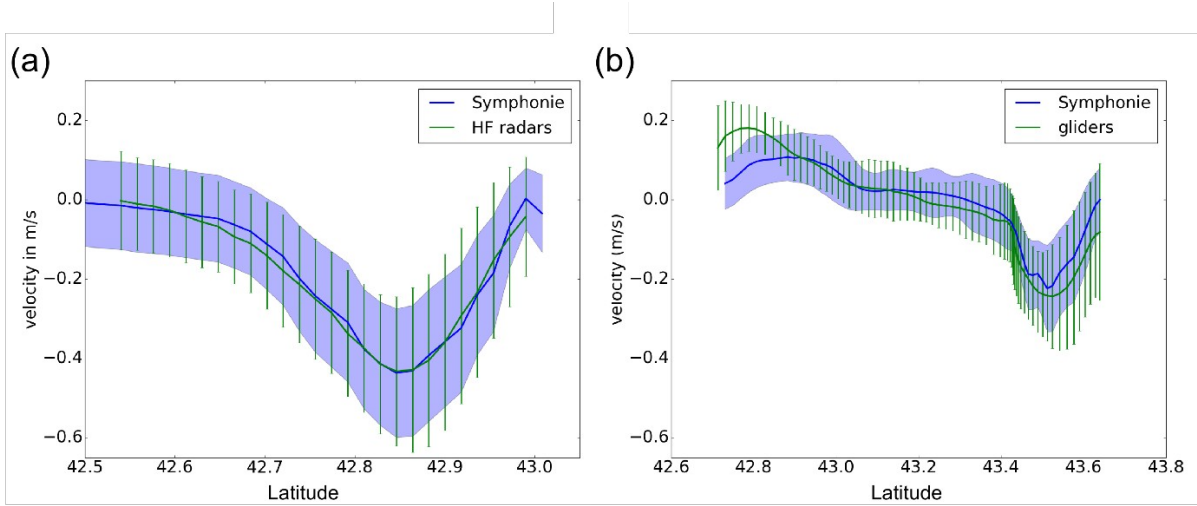 (a)
Symphonie
HF radars
velocity in m/s
0.2
0.0
−0.2
−0.4
−0.6
42.5 42.6 42.7 42.8 42.9 43.0
Latitude
(b)
Symphonie
gliders
velocity (m/s)
0.2
0.0
−0.2
−0.4
−0.6
42.6 42.8 43.0 43.2 43.4 43.6 43.8
Latitude